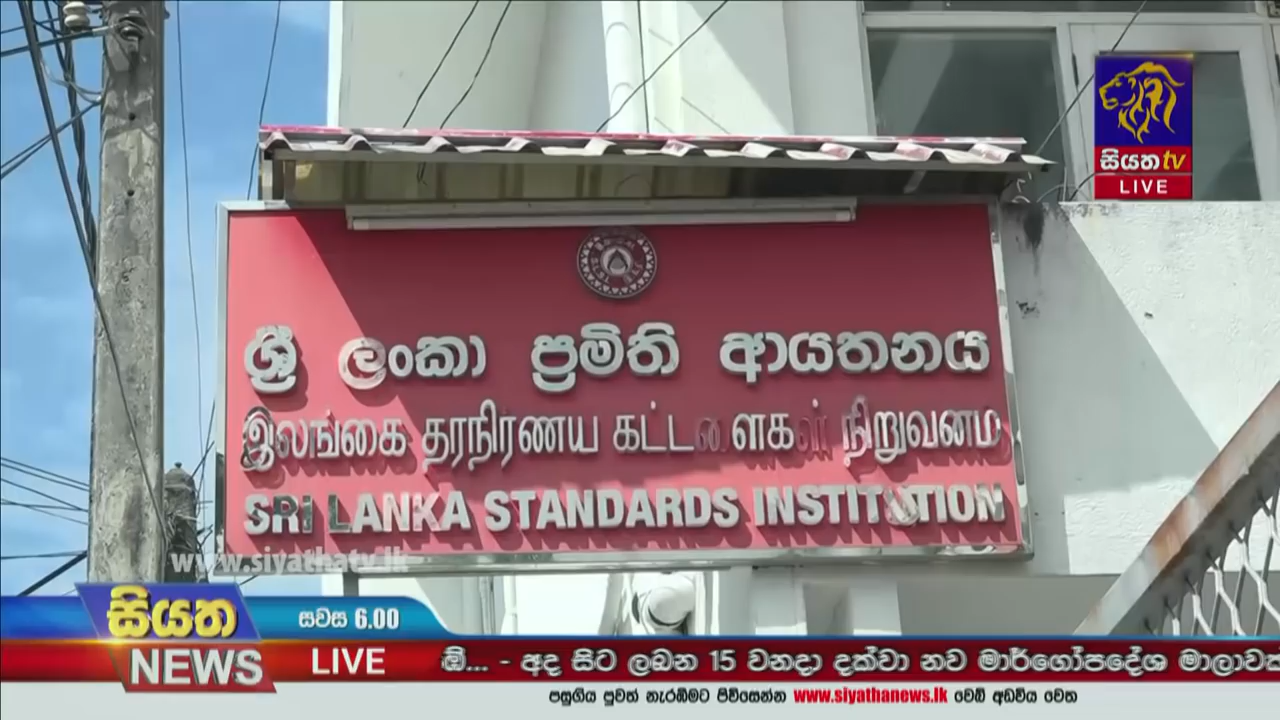 සියත tv
LIVE
ශ්‍රී ලංකා ප්‍රමිති ආයතනය
இலங்கை தரநிர்ணய கட்டளைகள் நிறுவனம்
SRI LANKA STANDARDS INSTITUTION
www.siyathatv.lk
සියත
NEWS
සවස 6.00
LIVE
ඕ... - අද සිට ලබන 15 වනදා දක්වා නව මාර්ගෝපදේශ මාලාවක්
පසුගිය පුවත් නැරඹීමට පිවිසෙන්න www.siyathanews.lk වෙබ් අඩවිය වෙත